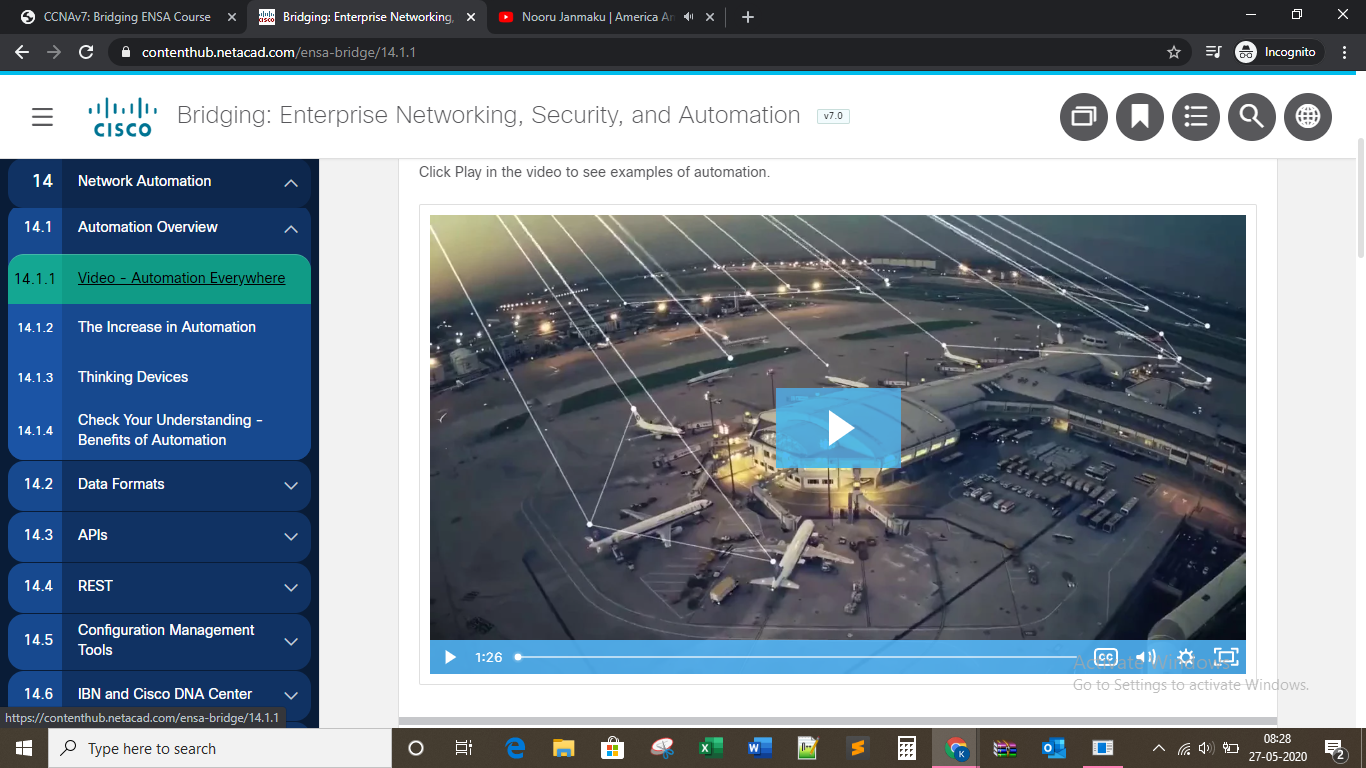 CCNAv7: Bridging ENSA Course
Bridging: Enterprise Networking,
Nooru Janmaku | America An
contenthub.netacad.com/ensa-bridge/14.1.1
Incognito
CISCO
Bridging: Enterprise Networking, Security, and Automation
v7.0
14 Network Automation
14.1 Automation Overview
14.1.1 Video - Automation Everywhere
14.1.2 The Increase in Automation
14.1.3 Thinking Devices
14.1.4 Check Your Understanding -
Benefits of Automation
14.2 Data Formats
14.3 APIs
14.4 REST
14.5 Configuration Management
Tools
14.6 IBN and Cisco DNA Center
https://contenthub.netacad.com/ensa-bridge/14.1.1
Click Play in the video to see examples of automation.
1:26
CC
Activate Windows
Go to Settings to activate Windows.
Type here to search
K
08:28
27-05-2020
2